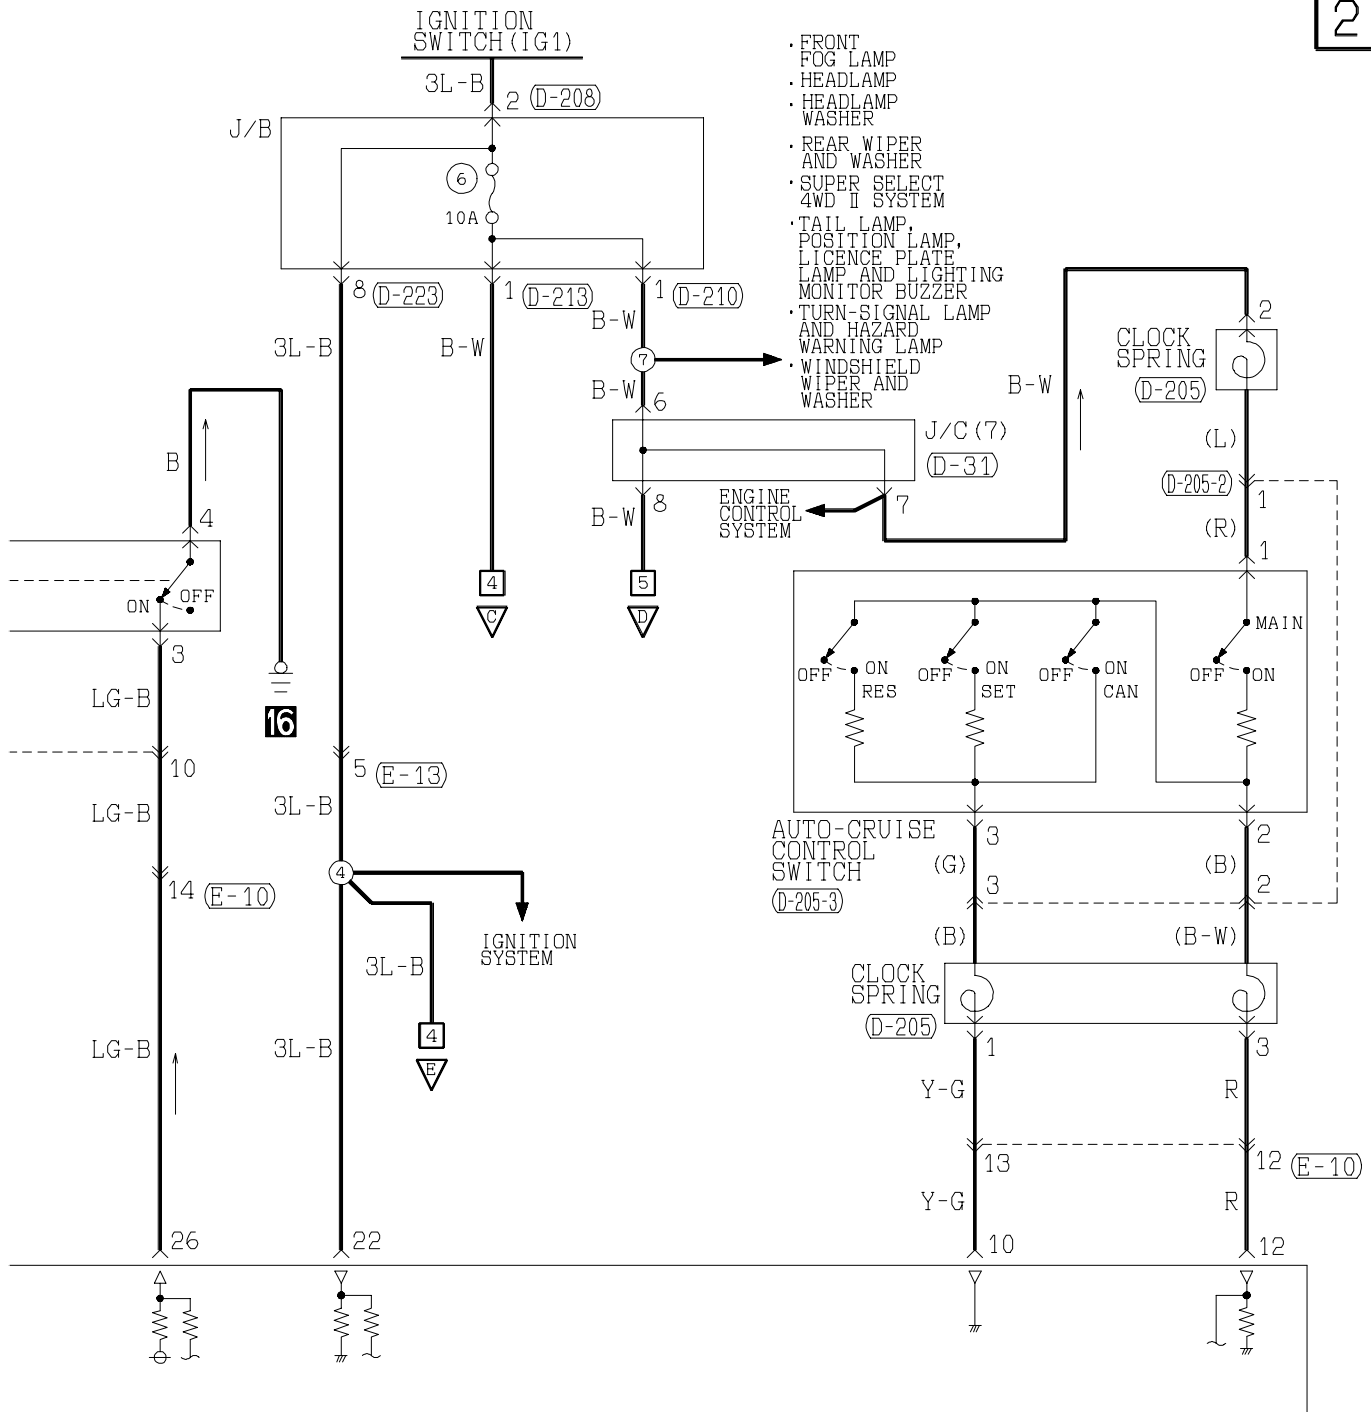 2
IGNITION
SWITCH(IG1)
3L-B
2
D-208
J/B
6
10A
8
D-223
1
D-213
1
D-210
· FRONT
FOG LAMP
· HEADLAMP
· HEADLAMP
WASHER
· REAR WIPER
AND WASHER
· SUPER SELECT
4WD Ⅱ SYSTEM
· TAIL LAMP,
POSITION LAMP,
LICENCE PLATE
LAMP AND LIGHTING
MONITOR BUZZER
· TURN-SIGNAL LAMP
AND HAZARD
WARNING LAMP
· WINDSHIELD
WIPER AND
WASHER
3L-B
B-W
B-W
7
B-W
6
J/C(7)
D-31
8
7
B-W
ENGINE
CONTROL
SYSTEM
4
C
5
D
B-W
2
CLOCK
SPRING
D-205
(L)
D-205-2
1
(R)
1
B
4
ON
OFF
3
LG-B
16
10
LG-B
14
E-10
LG-B
26
5
E-13
3L-B
4
IGNITION
SYSTEM
3L-B
4
E
3L-B
22
MAIN
OFF
ON
RES
OFF
ON
SET
OFF
ON
CAN
OFF
ON
AUTO-CRUISE
CONTROL
SWITCH
D-205-3
3
(G)
3
(B)
2
(B)
2
(B-W)
CLOCK
SPRING
D-205
1
3
Y-G
R
13
12
E-10
Y-G
R
10
12